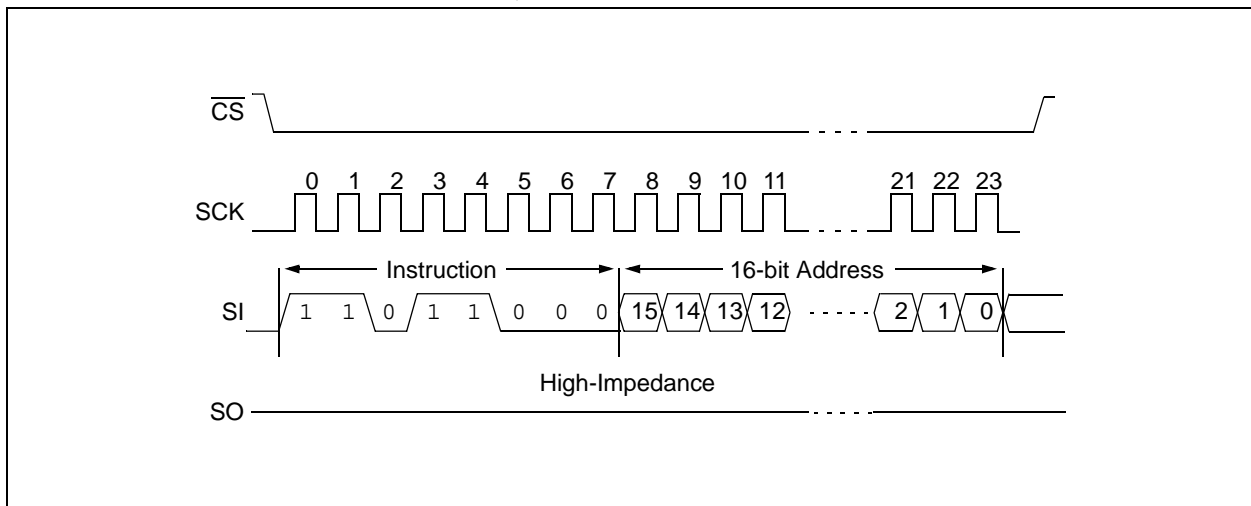 CS
0 1 2 3 4 5 6 7 8 9 10 11 21 22 23
SCK
Instruction 16-bit Address
SI 1 1 0 1 1 0 0 0 15 14 13 12 2 1 0
High-Impedance
SO